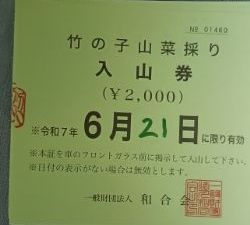 № 01460
竹の子山菜採り
入山券
(￥2,000)
※令和7年 6月21日 に限り有効
※本証を車のフロントガラス前に掲示して入山して下さい。
※日付の表示がない場合は無効とします。
一般財団法人 和合会